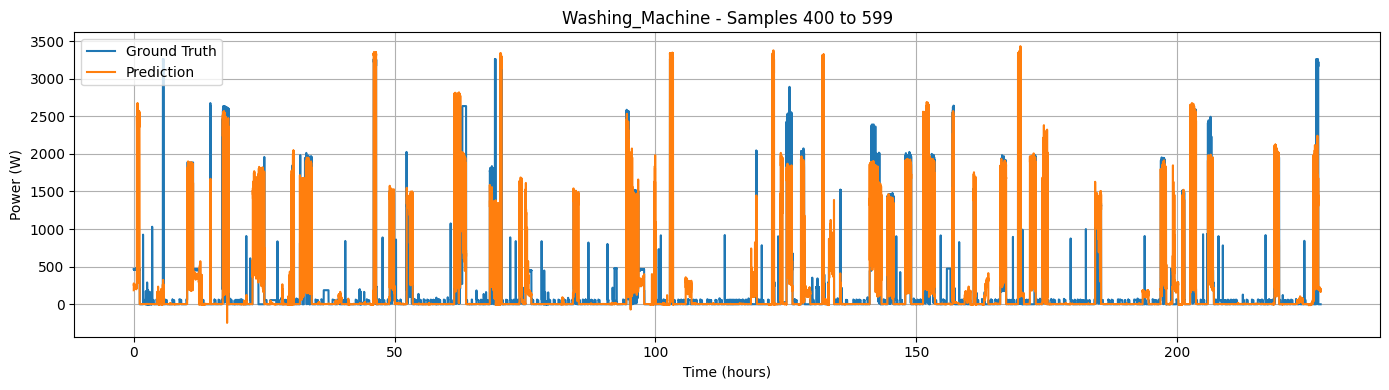 Washing_Machine - Samples 400 to 599
Ground Truth
Prediction
Power (W)
3500
3000
2500
2000
1500
1000
500
0
0
50
100
150
200
Time (hours)